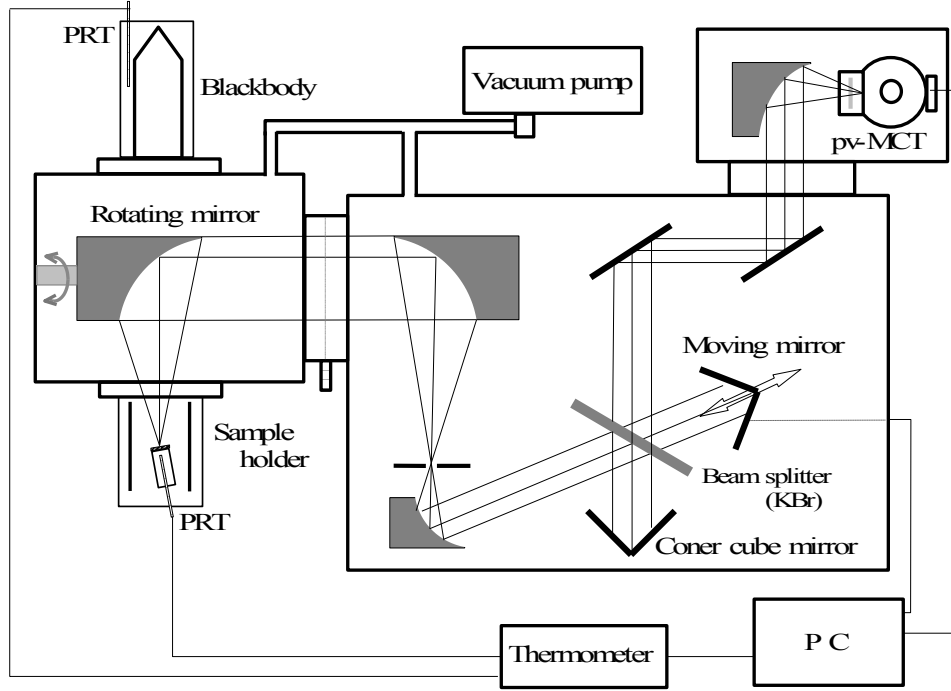 PRT
Blackbody
Vacuum pump
pv-MCT
Rotating mirror
Moving mirror
Sample
holder
Beam splitter
(KBr)
PRT
Coner cube mirror
Thermometer
P C